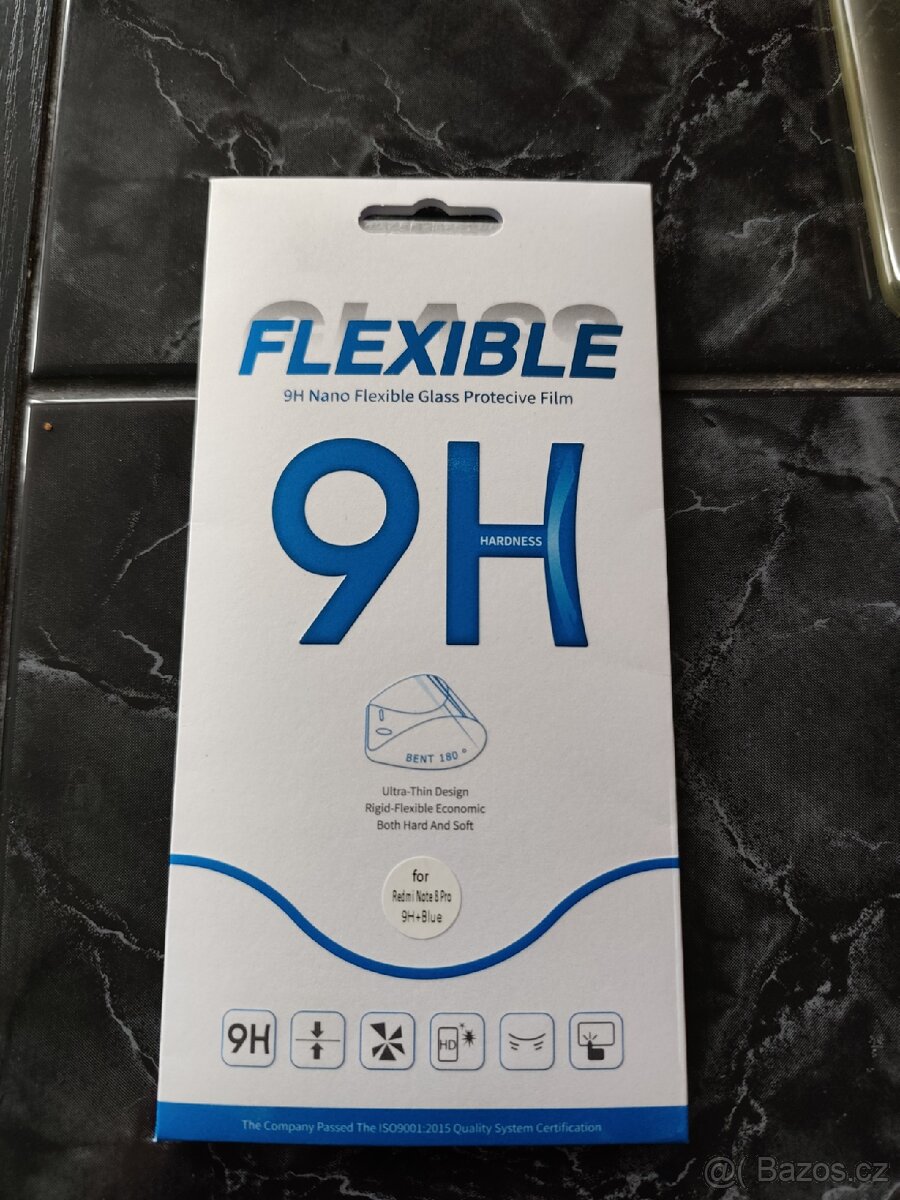 GLASS
FLEXIBLE
9H Nano Flexible Glass Protecive Film
9H
HARDNESS
BENT 180°
Ultra-Thin Design
Rigid-Flexible Economic
Both Hard And Soft
for
Redmi Note 8 Pro
9H+Blue
9H
HD
The Company Passed The ISO9001:2015 Quality System Certification
@( Bazos.cz